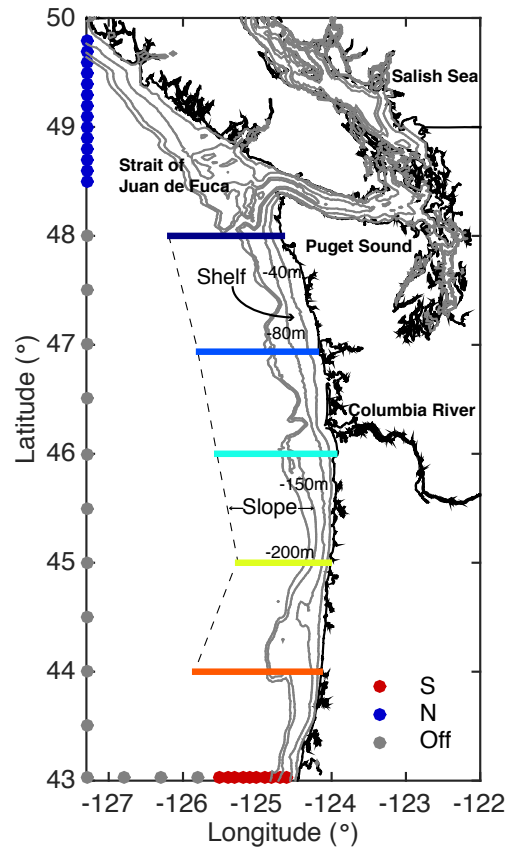 50
Salish Sea
49
Strait of
Juan de Fuca
48
Puget Sound
-40m
Shelf
-80m
47
Columbia River
46
-150m
Slope
45
-200m
44
S
N
Off
43
-127 -126 -125 -124 -123 -122
Latitude (°)
Longitude (°)